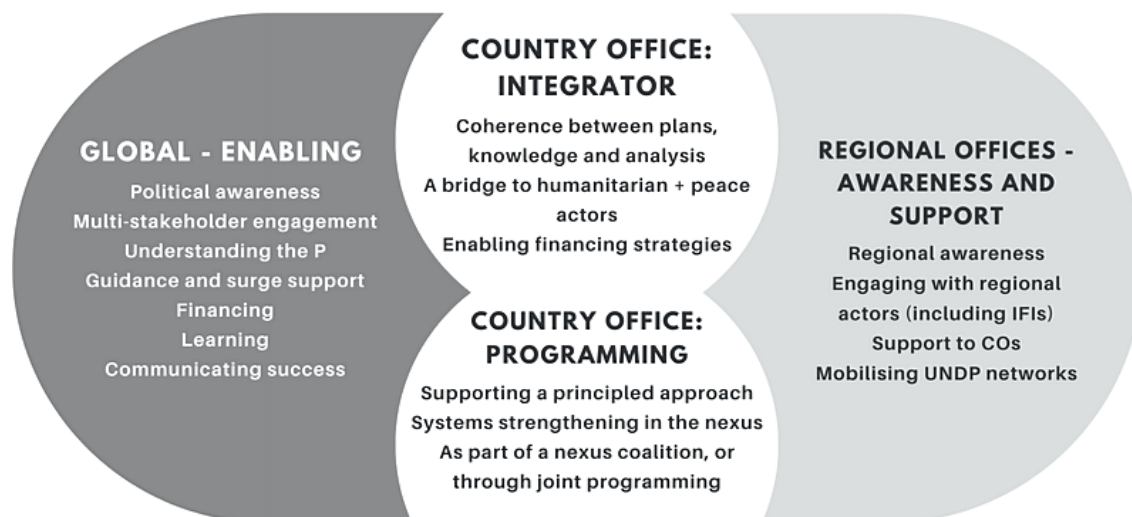 GLOBAL - ENABLING
Political awareness
Multi-stakeholder engagement
Understanding the P
Guidance and surge support
Financing
Learning
Communicating success
COUNTRY OFFICE:
INTEGRATOR
Coherence between plans,
knowledge and analysis
A bridge to humanitarian + peace
actors
Enabling financing strategies
COUNTRY OFFICE:
PROGRAMMING
Supporting a principled approach
Systems strengthening in the nexus
As part of a nexus coalition, or
through joint programming
REGIONAL OFFICES -
AWARENESS AND
SUPPORT
Regional awareness
Engaging with regional
actors (including IFIs)
Support to COs
Mobilising UNDP networks